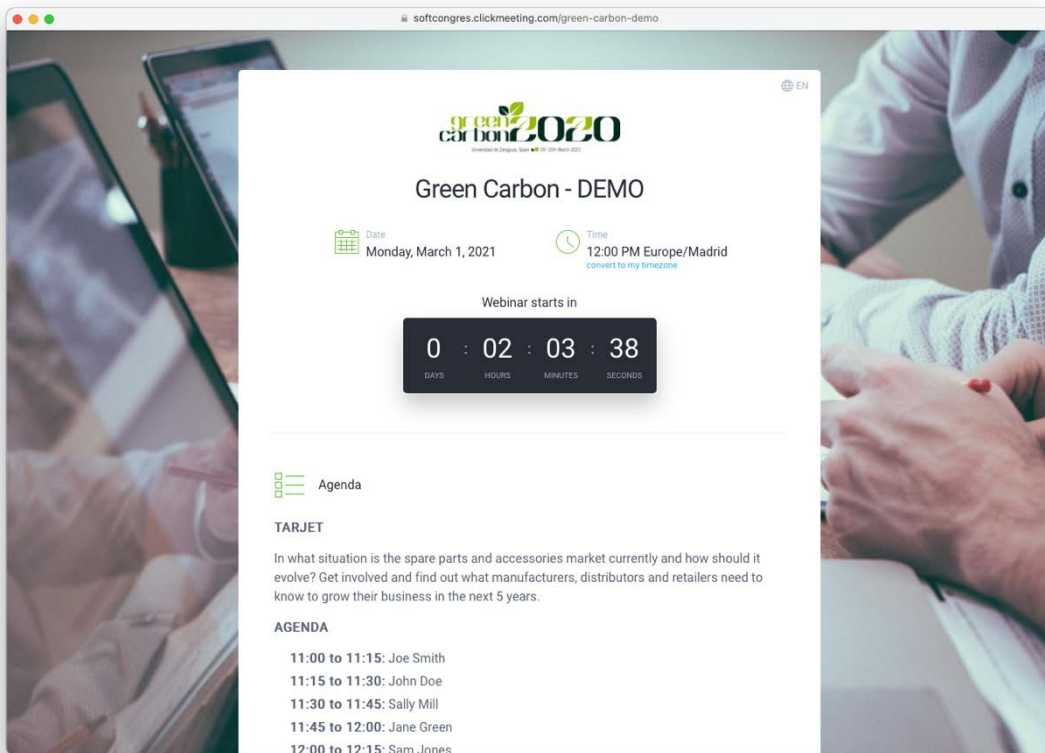 softcongres.clickmeeting.com/green-carbon-demo
EN
green
carbon 2020
Universidad de Zaragoza, Spain
Green Carbon - DEMO
Date
Monday, March 1, 2021
Time
12:00 PM Europe/Madrid
convert to my timezone
Webinar starts in
0 : 02 : 03 : 38
DAYS HOURS MINUTES SECONDS
Agenda
TARJET
In what situation is the spare parts and accessories market currently and how should it
evolve? Get involved and find out what manufacturers, distributors and retailers need to
know to grow their business in the next 5 years.
AGENDA
11:00 to 11:15: Joe Smith
11:15 to 11:30: John Doe
11:30 to 11:45: Sally Mill
11:45 to 12:00: Jane Green
12:00 to 12:15: Sam Jones